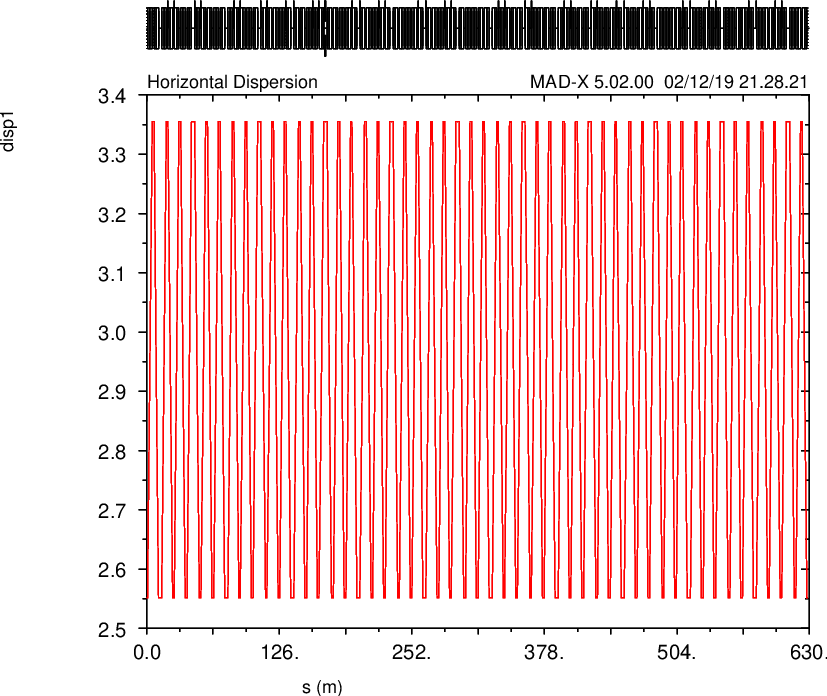 Horizontal Dispersion
MAD-X 5.02.00 02/12/19 21.28.21
disp1
3.4
3.3
3.2
3.1
3.0
2.9
2.8
2.7
2.6
2.5
0.0 126. 252. 378. 504. 630.
s (m)